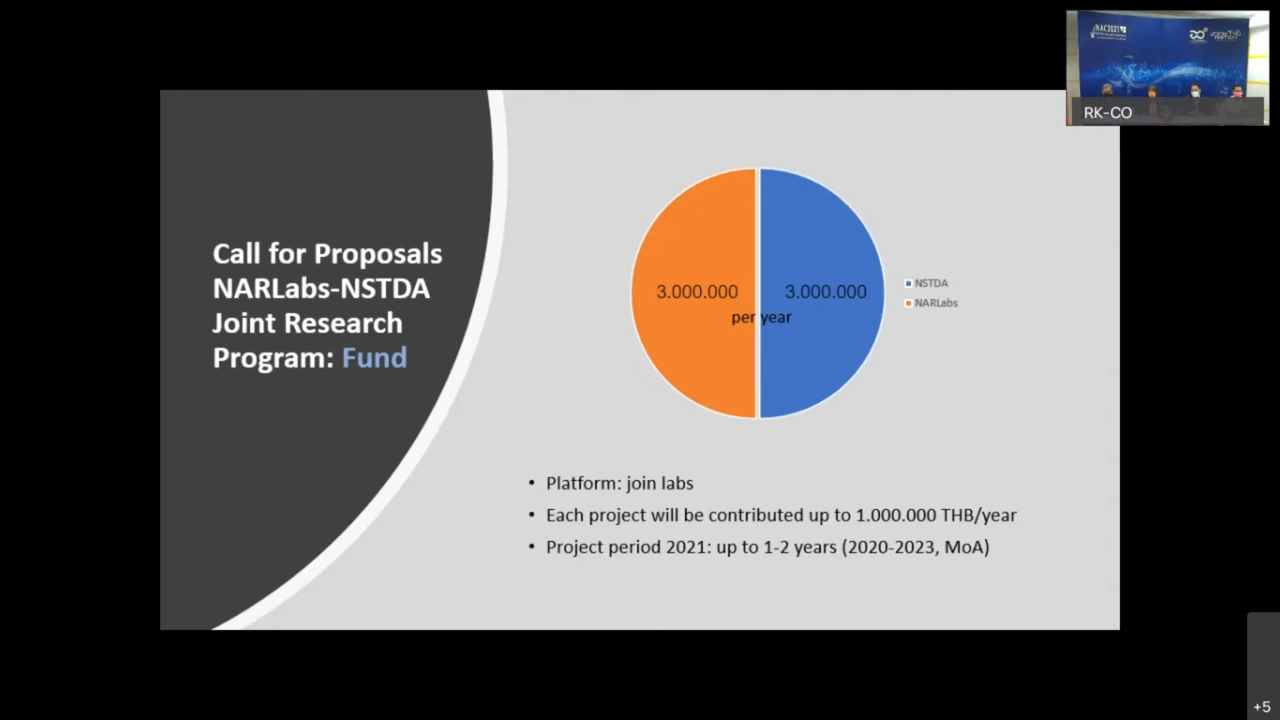 NAC2021
RK-CO
Call for Proposals
NARLabs-NSTDA
Joint Research
Program: Fund
3.000.000
3.000.000
per year
NSTDA
NARLabs
• Platform: join labs
• Each project will be contributed up to 1.000.000 THB/year
• Project period 2021: up to 1-2 years (2020-2023, MoA)
+5